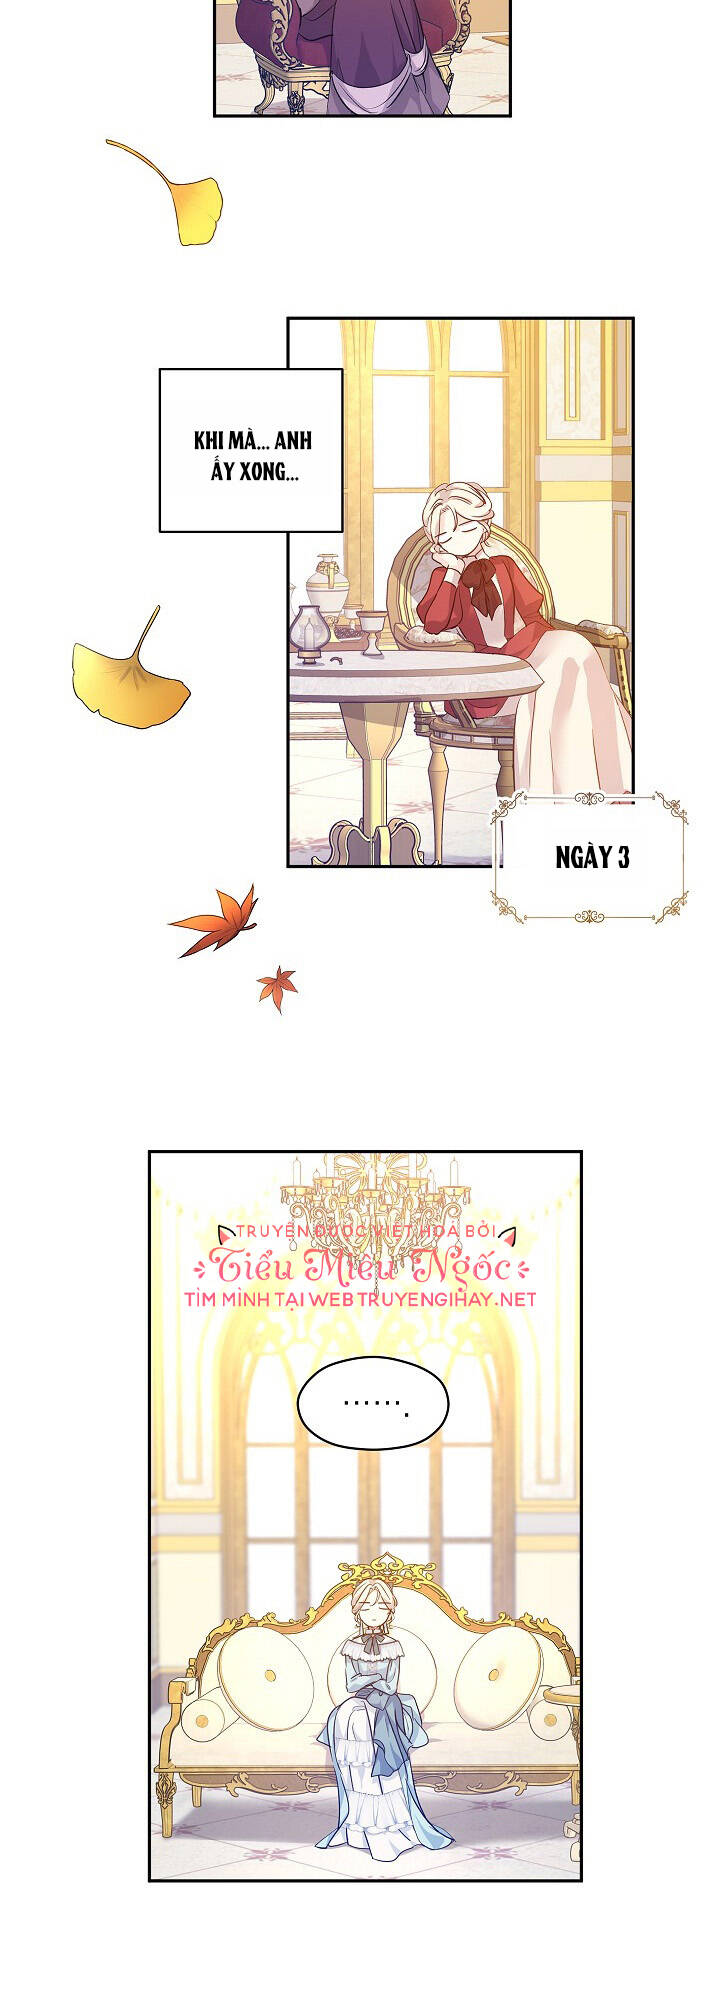 KHI MÀ... ANH
ẤY XONG...
NGÀY 3
TRUYỆN ĐƯỢC VIỆT HOÁ BỞI
Tiểu Miêu Ngốc
TÌM MÌNH TẠI WEBTRUYENGIHAY.NET
.......